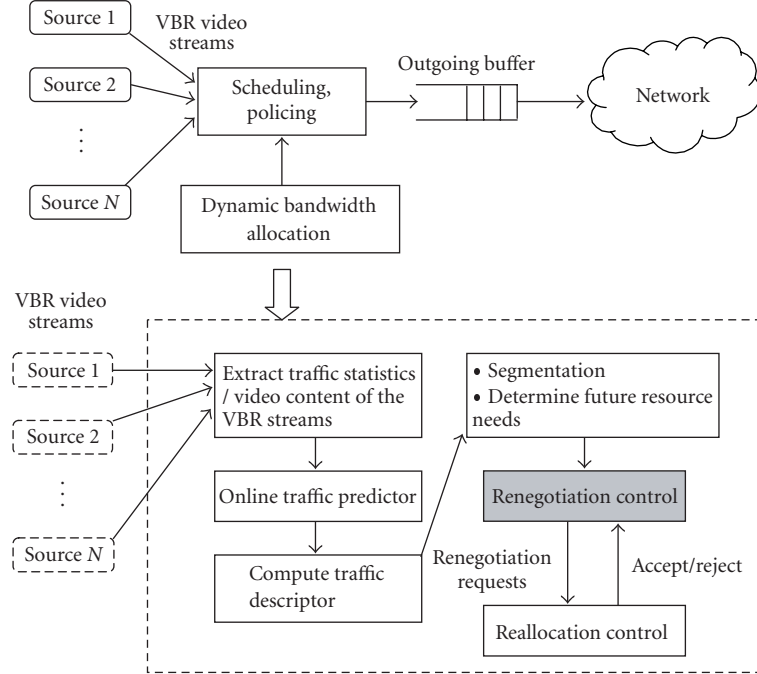 Source 1
VBR video
streams
Source 2
⋮
Source N
Scheduling,
policing
Outgoing buffer
Network
Dynamic bandwidth
allocation
VBR video
streams
Source 1
Source 2
⋮
Source N
Extract traffic statistics
/ video content of the
VBR streams
Online traffic predictor
Compute traffic
descriptor
• Segmentation
• Determine future resource
needs
Renegotiation control
Renegotiation
requests
Accept/reject
Reallocation control